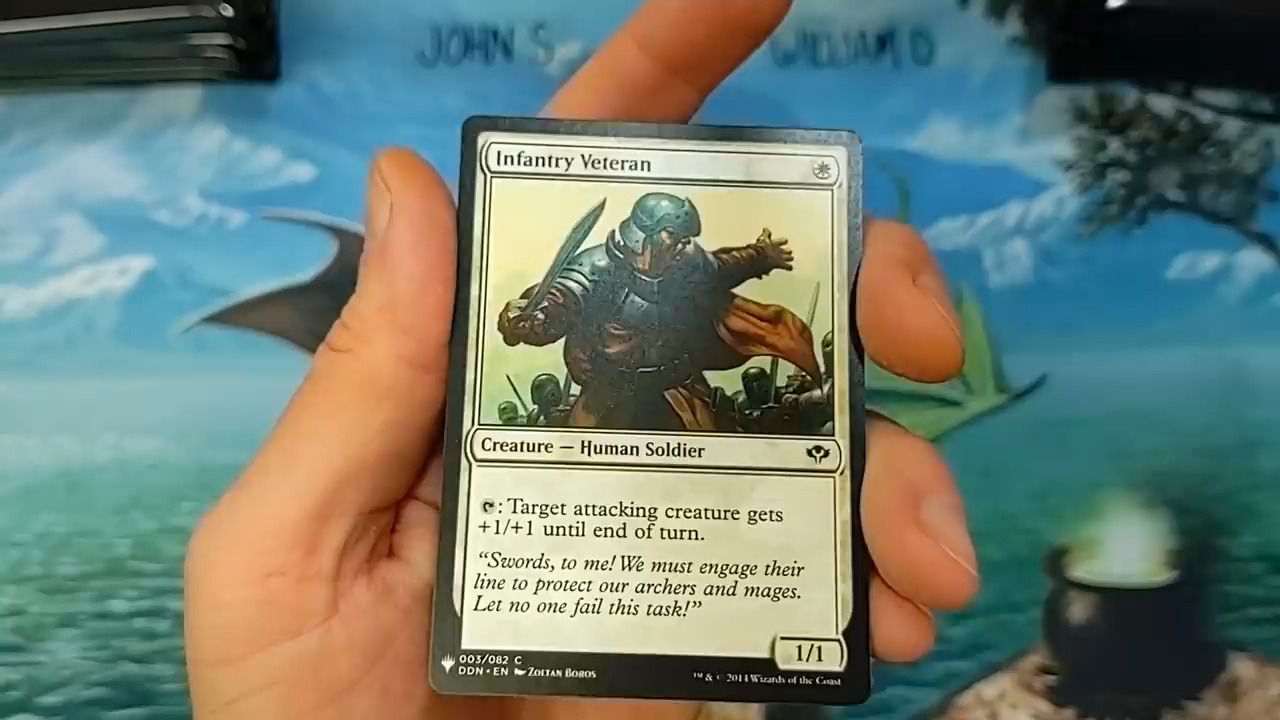 JOHN S
WILLIAM D
Infantry Veteran
Creature — Human Soldier
: Target attacking creature gets
+1/+1 until end of turn.
“Swords, to me! We must engage their
line to protect our archers and mages.
Let no one fail this task!”
1/1
003/082 C
DDN • EN Zoltan Boros
™ & © 2014 Wizards of the Coast